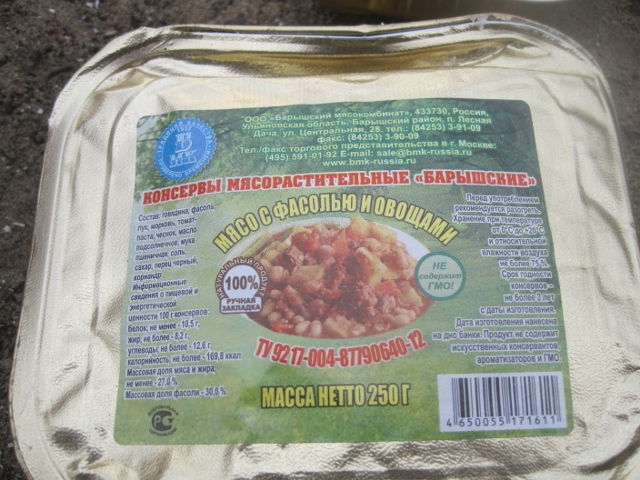 ООО «Барышский мясокомбинат», 433730, Россия,
Ульяновская область, Барышский район, п. Лесная
Дача, ул. Центральная, 28. тел.: (84253) 3-91-09
факс: (84253) 3-90-09
Тел./факс торгового представительства в г. Москве:
(495) 591-01-92 E-mail: sale@bmk-russia.ru
www.bmk-russia.ru
КОНСЕРВЫ МЯСОРАСТИТЕЛЬНЫЕ «БАРЫШСКИЕ»
МЯСО С ФАСОЛЬЮ И ОВОЩАМИ
Состав: говядина, фасоль,
лук, морковь, томат-
паста, чеснок, масло
подсолнечное, мука
пшеничная, соль,
сахар, перец черный,
кориандр
Информационные
сведения о пищевой и
энергетической
ценности 100 г консервов:
белок; не менее - 10,5 г,
жир; не более - 8,2 г;
углеводы; не более - 12,6 г,
калорийность; не более - 169,8 ккал.
Массовая доля мяса и жира,
не менее - 27,0 %.
Массовая доля фасоли - 30,0 %.
НАТУРАЛЬНЫЙ
100%
РУЧНАЯ
ЗАКЛАДКА
НЕ
содержит
ГМО!
Перед употреблением
рекомендуется разогреть.
Хранение при температуре
от 0°С до +20°С
и относительной
влажности воздуха
не более 75 %.
Срок годности
консервов –
не более 2 лет
с даты изготовления.
Дата изготовления нанесена
на дно банки. Продукт не содержит
искусственных консервантов,
ароматизаторов и ГМО.
ТУ 9217-004-87790640-12
МАССА НЕТТО 250 Г
РСТ
4 650055 171611